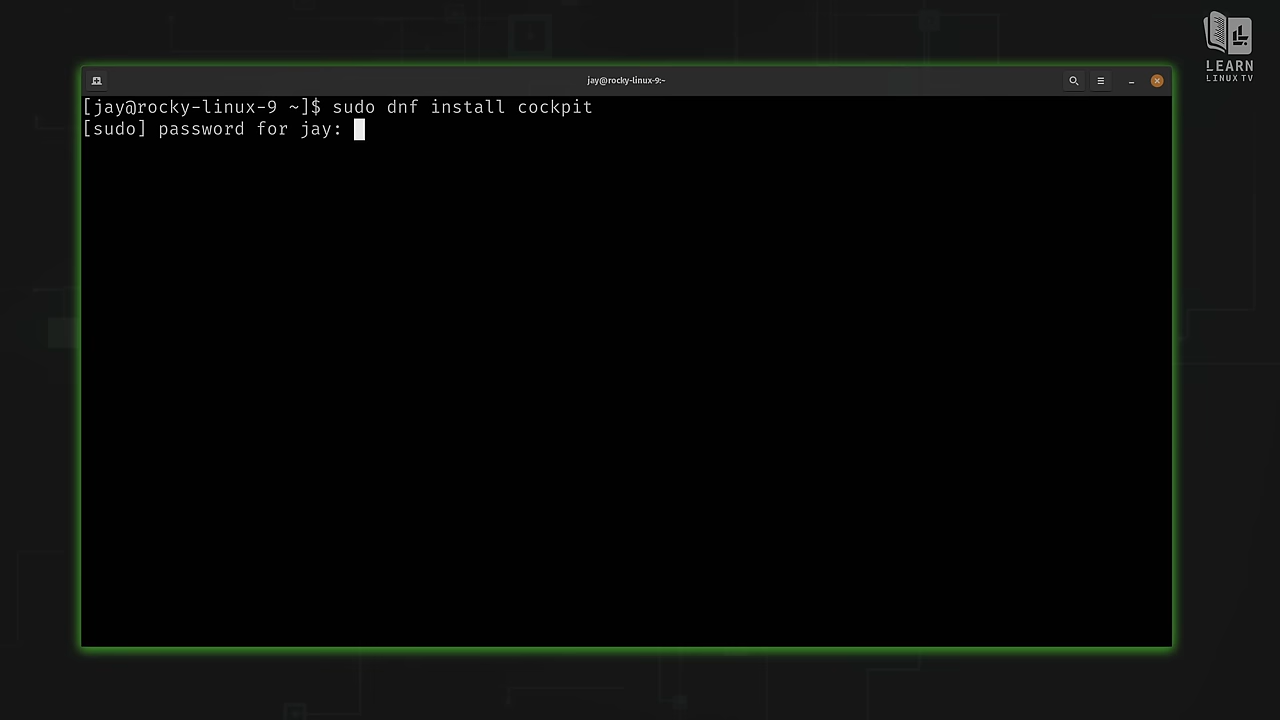 LEARN
LINUX TV
jay@rocky-linux-9:~
[jay@rocky-linux-9 ~]$ sudo dnf install cockpit
[sudo] password for jay: